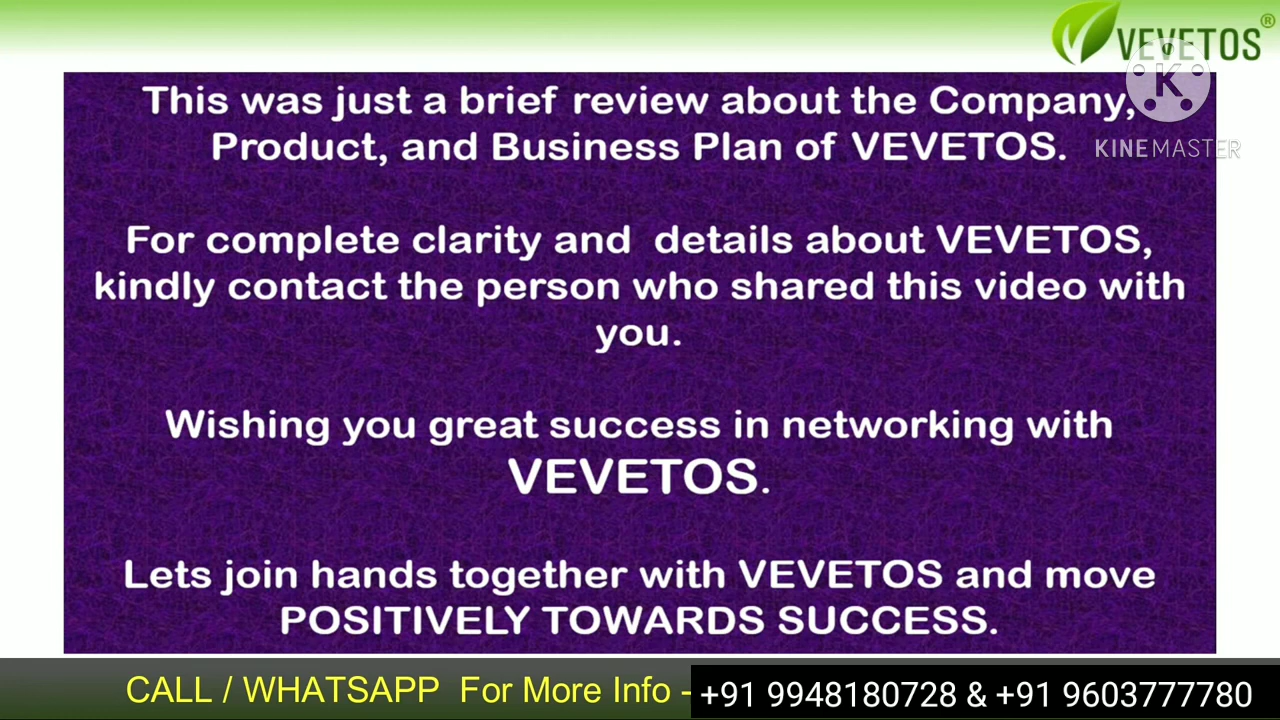 VEVETOS®
K
KINEMASTER
This was just a brief review about the Company,
Product, and Business Plan of VEVETOS.
For complete clarity and details about VEVETOS,
kindly contact the person who shared this video with
you.
Wishing you great success in networking with
VEVETOS.
Lets join hands together with VEVETOS and move
POSITIVELY TOWARDS SUCCESS.
CALL / WHATSAPP For More Info - +91 9948180728 & +91 9603777780